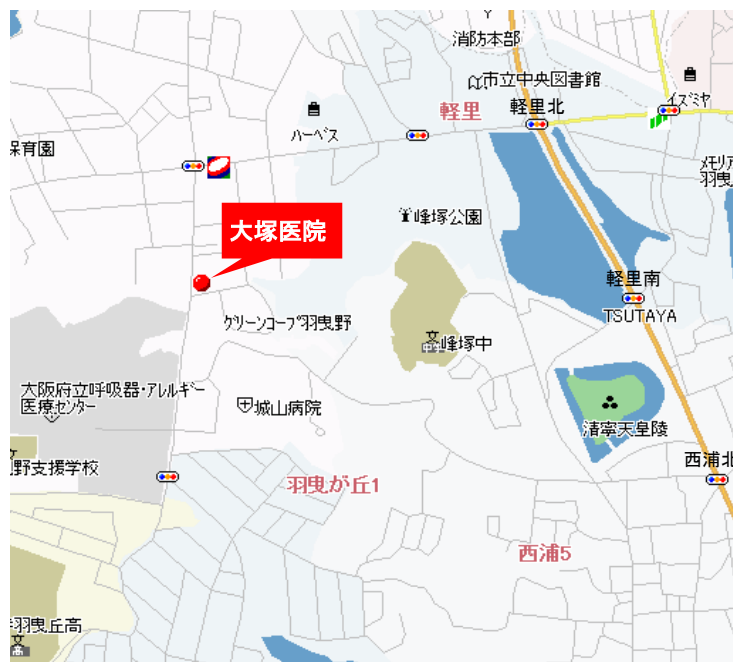 消防本部
市立中央図書館
軽里
軽里北
イズミヤ
ハーベス
保育園
メモリア
羽曳
峰塚公園
大塚医院
軽里南
TSUTAYA
グリーンコープ羽曳野
文
峰塚中
大阪府立呼吸器・アレルギー
医療センター
城山病院
清寧天皇陵
文
野支援学校
西浦北
羽曳が丘1
西浦5
羽曳丘高
文
高